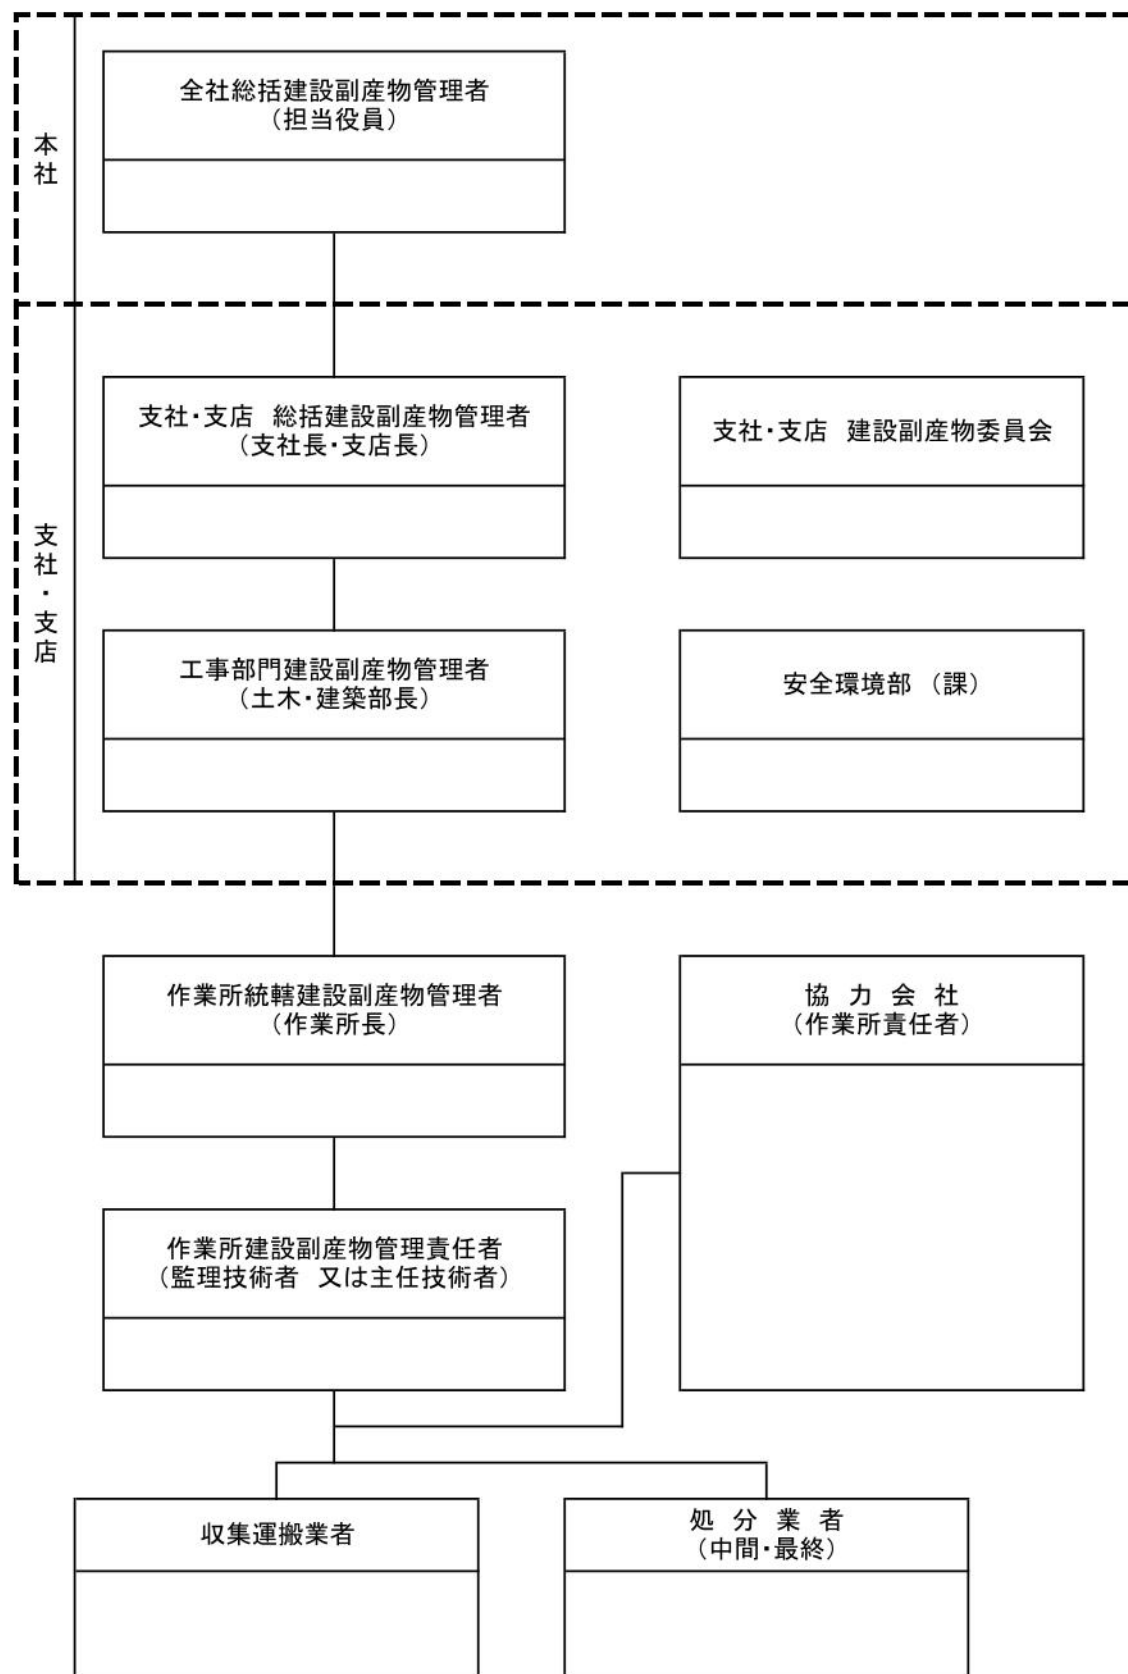 本社
全社総括建設副産物管理者
（担当役員）
支社・支店
支社・支店　総括建設副産物管理者
（支社長・支店長）
支社・支店　建設副産物委員会
工事部門建設副産物管理者
（土木・建築部長）
安全環境部　（課）
作業所統轄建設副産物管理者
（作業所長）
協　力　会　社
（作業所責任者）
作業所建設副産物管理責任者
（監理技術者　又は主任技術者）
収集運搬業者
処　分　業　者
（中間・最終）